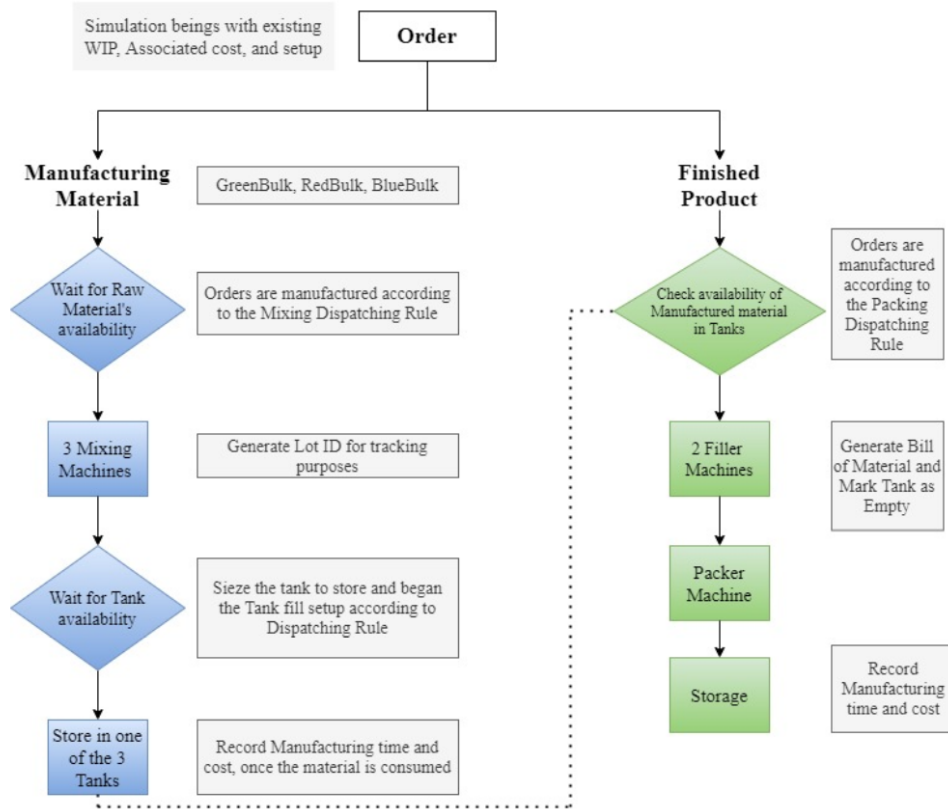 Simulation beings with existing
WIP, Associated cost, and setup
Order
Manufacturing
Material
GreenBulk, RedBulk, BlueBulk
Wait for Raw
Material's
availability
Orders are manufactured according
to the Mixing Dispatching Rule
3 Mixing
Machines
Generate Lot ID for tracking
purposes
Wait for Tank
availability
Sieze the tank to store and began
the Tank fill setup according to
Dispatching Rule
Store in one
of the 3
Tanks
Record Manufacturing time and
cost, once the material is consumed
Finished
Product
Check availability of
Manufactured material
in Tanks
Orders are
manufactured
according to
the Packing
Dispatching
Rule
2 Filler
Machines
Generate Bill
of Material and
Mark Tank as
Empty
Packer
Machine
Storage
Record
Manufacturing
time and cost